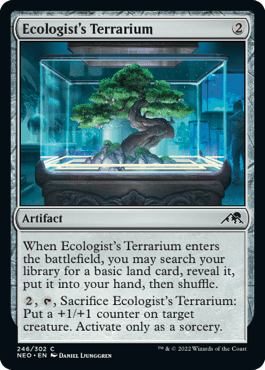 Ecologist's Terrarium 2
Artifact
When Ecologist's Terrarium enters
the battlefield, you may search your
library for a basic land card, reveal it,
put it into your hand, then shuffle.
2, T, Sacrifice Ecologist's Terrarium:
Put a +1/+1 counter on target
creature. Activate only as a sorcery.
246/302 C
NEO • EN DANIEL LJUNGGREN ™ & © 2022 Wizards of the Coast